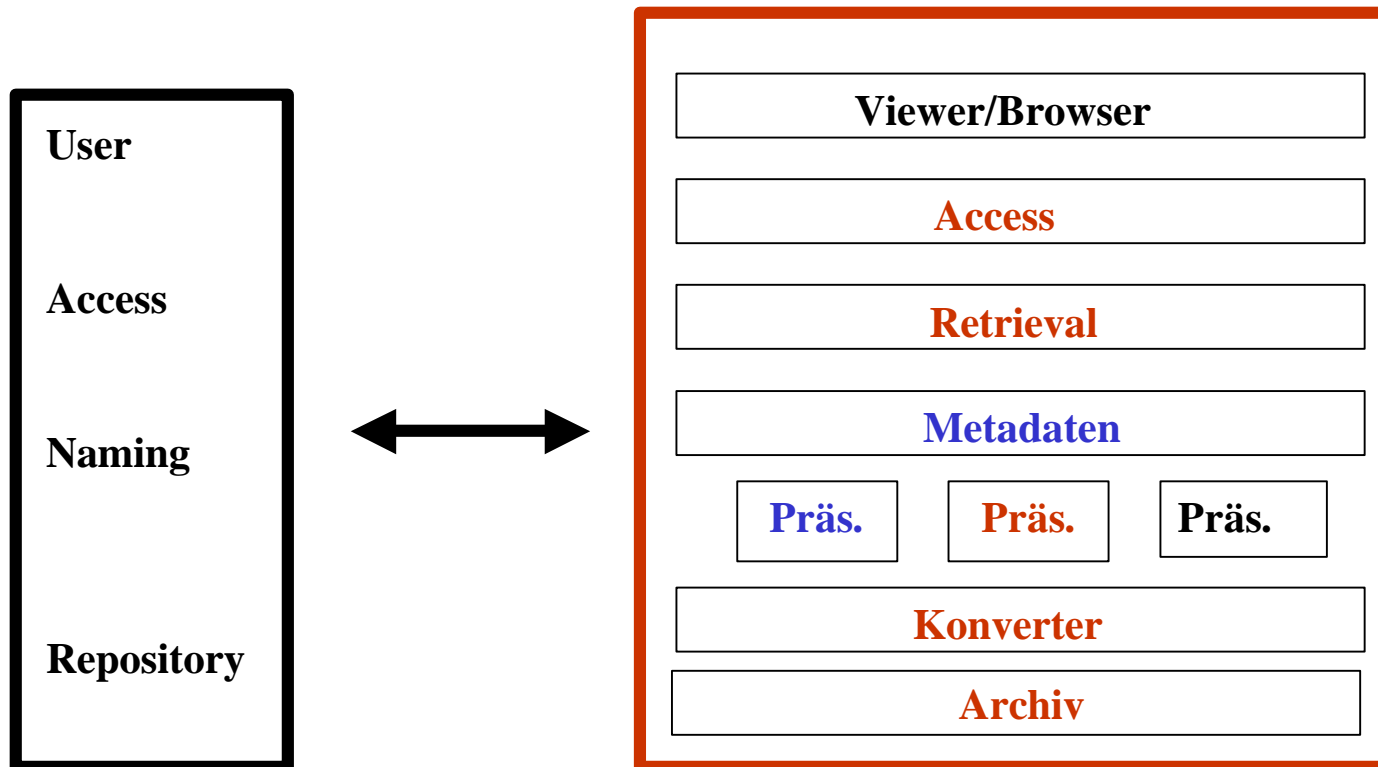 User
Access
Naming
Repository
Viewer/Browser
Access
Retrieval
Metadaten
Präs. Präs. Präs.
Konverter
Archiv